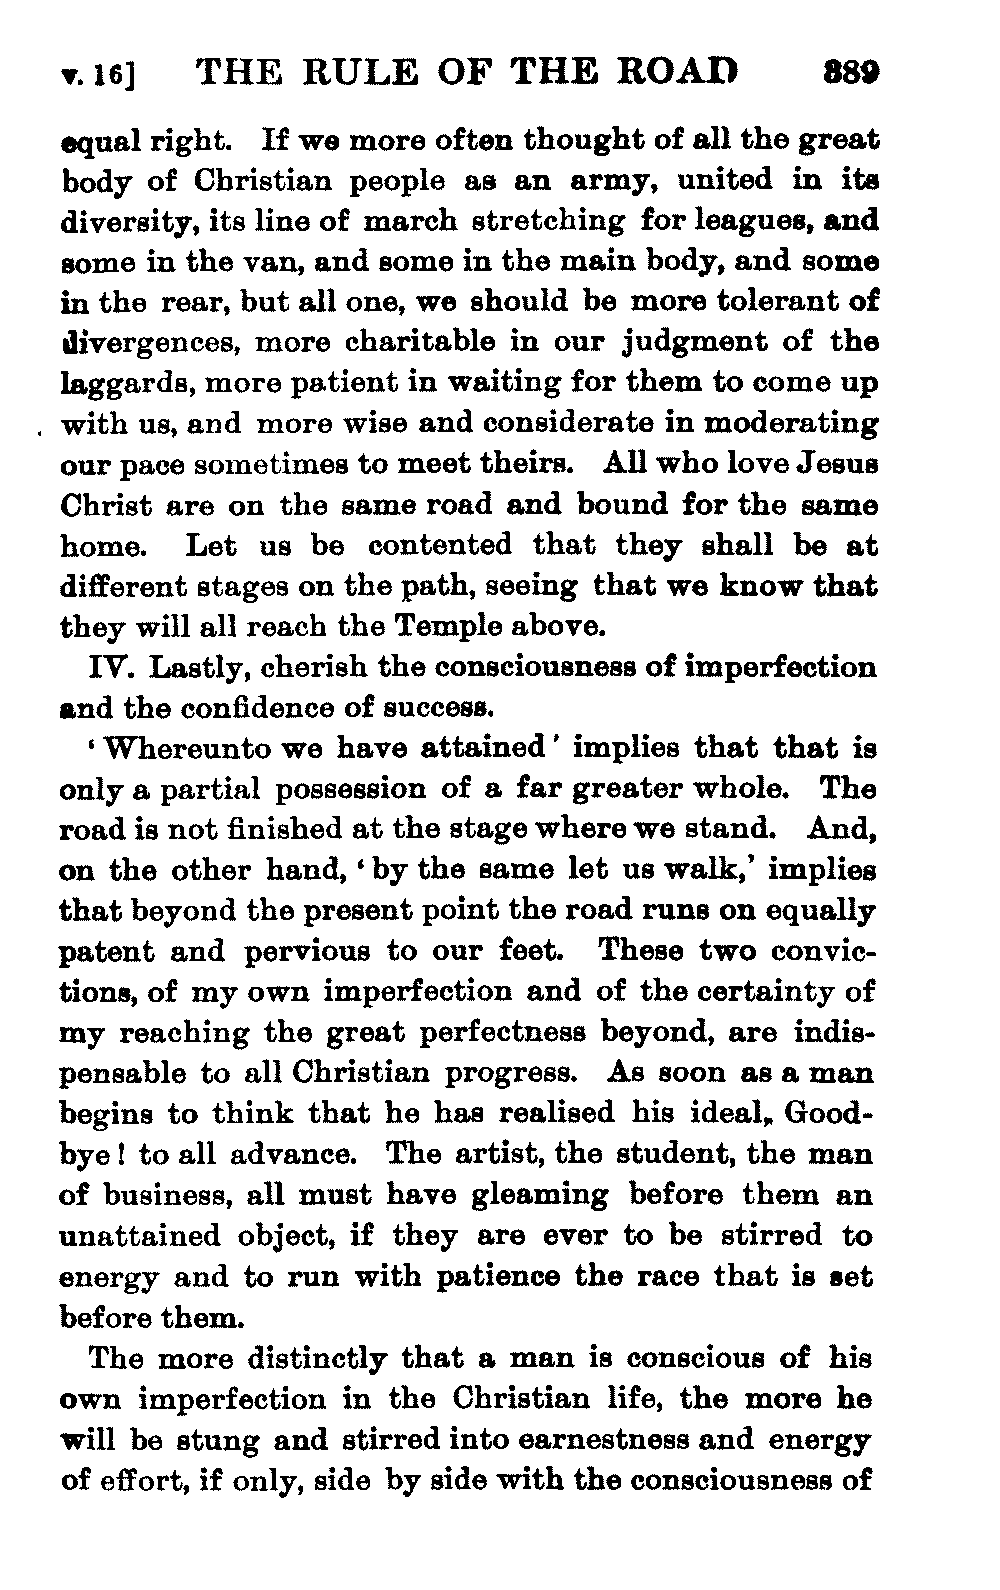 v. 16] THE RULE OF THE ROAD 339
equal right. If we more often thought of all the great
body of Christian people as an army, united in its
diversity, its line of march stretching for leagues, and
some in the van, and some in the main body, and some
in the rear, but all one, we should be more tolerant of
divergences, more charitable in our judgment of the
laggards, more patient in waiting for them to come up
with us, and more wise and considerate in moderating
our pace sometimes to meet theirs. All who love Jesus
Christ are on the same road and bound for the same
home. Let us be contented that they shall be at
different stages on the path, seeing that we know that
they will all reach the Temple above.
IV. Lastly, cherish the consciousness of imperfection
and the confidence of success.
‘Whereunto we have attained’ implies that that is
only a partial possession of a far greater whole. The
road is not finished at the stage where we stand. And,
on the other hand, ‘by the same let us walk,’ implies
that beyond the present point the road runs on equally
patent and pervious to our feet. These two convic-
tions, of my own imperfection and of the certainty of
my reaching the great perfectness beyond, are indis-
pensable to all Christian progress. As soon as a man
begins to think that he has realised his ideal, Good-
bye! to all advance. The artist, the student, the man
of business, all must have gleaming before them an
unattained object, if they are ever to be stirred to
energy and to run with patience the race that is set
before them.
The more distinctly that a man is conscious of his
own imperfection in the Christian life, the more he
will be stung and stirred into earnestness and energy
of effort, if only, side by side with the consciousness of